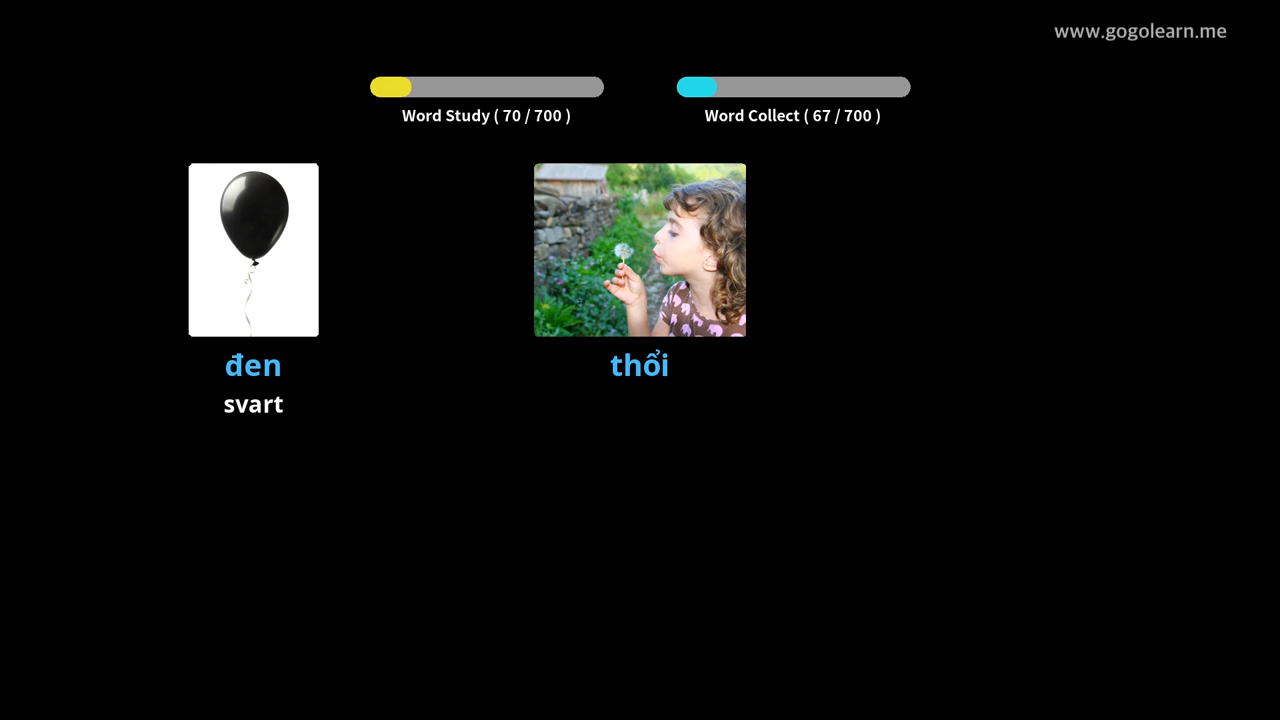 www.gogolearn.me
Word Study ( 70 / 700 )
Word Collect ( 67 / 700 )
đen
svart
thổi